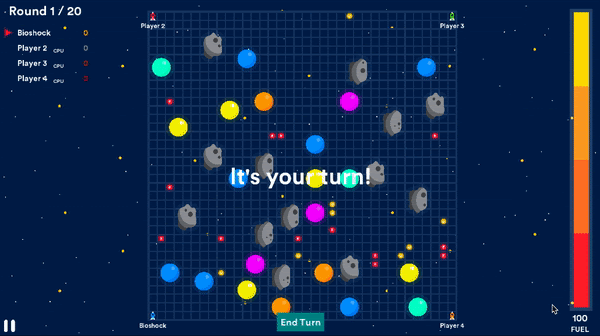 Round 1 / 20
Bioshock 0
Player 2 CPU 0
Player 3 CPU 0
Player 4 CPU 0
Player 2
Player 3
It's your turn!
Bioshock
End Turn
Player 4
100
FUEL